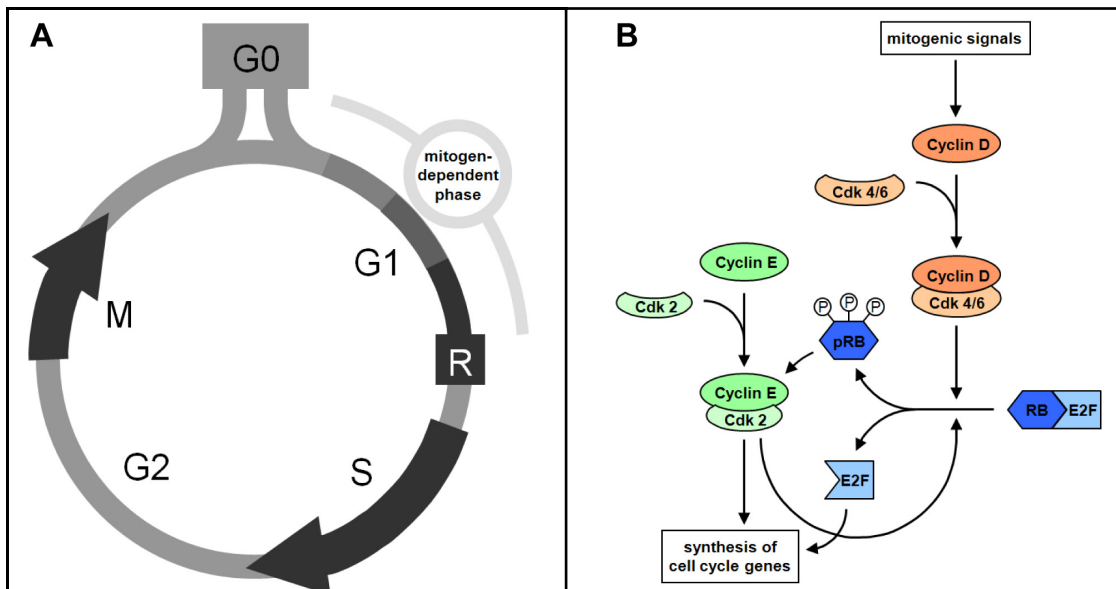 A
G0
mitogen-
dependent
phase
G1
R
S
G2
M
B
mitogenic signals
Cyclin D
Cdk 4/6
Cyclin D
Cdk 4/6
Cyclin E
Cdk 2
P P P
pRB
Cyclin E
Cdk 2
RB E2F
E2F
synthesis of
cell cycle genes